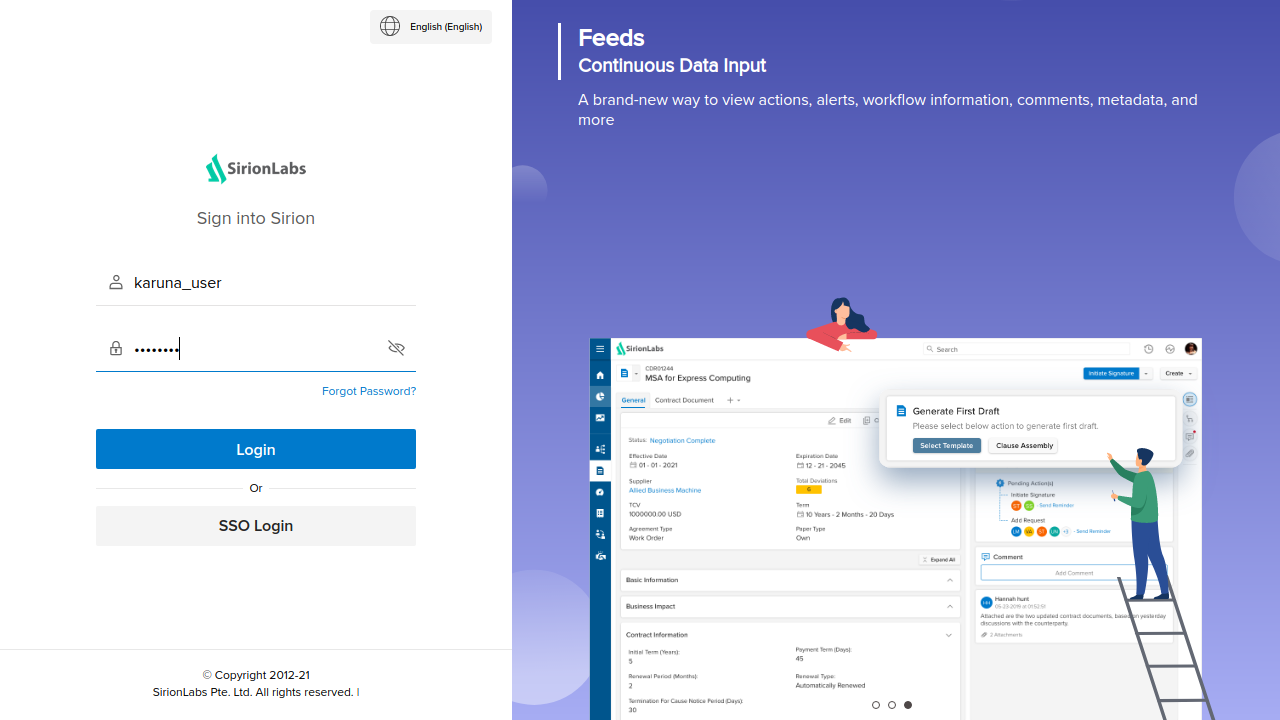 English (English)
SirionLabs
Sign into Sirion
karuna_user
••••••••
Forgot Password?
Login
Or
SSO Login
© Copyright 2012-21
SirionLabs Pte. Ltd. All rights reserved. |
Feeds
Continuous Data Input
A brand-new way to view actions, alerts, workflow information, comments, metadata, and
more
SirionLabs
Search
CDR01244
MSA for Express Computing
Initiate Signature
Create
General
Contract Document
Edit
Generate First Draft
Please select below action to generate first draft.
Select Template
Clause Assembly
Status: Negotiation Complete
Effective Date
01 - 01 - 2021
Expiration Date
12 - 21 - 2045
Supplier
Allied Business Machine
Total Deviations
6
TCV
1000000.00 USD
Term
10 Years - 2 Months - 20 Days
Agreement Type
Work Order
Paper Type
Own
Expand All
Basic Information
Business Impact
Contract Information
Initial Term (Years):
5
Payment Term (Days):
45
Renewal Period (Months):
2
Renewal Type:
Automatically Renewed
Termination For Cause Notice Period (Days):
30
Pending Action(s)
Initiate Signature
- Send Reminder
Add Request
+3 - Send Reminder
Comment
Add Comment
Hannah hunt
05-23-2019 at 01:52:51
Attached are the two updated contract documents, based on yesterday
discussions with the counterparty.
2 Attachments